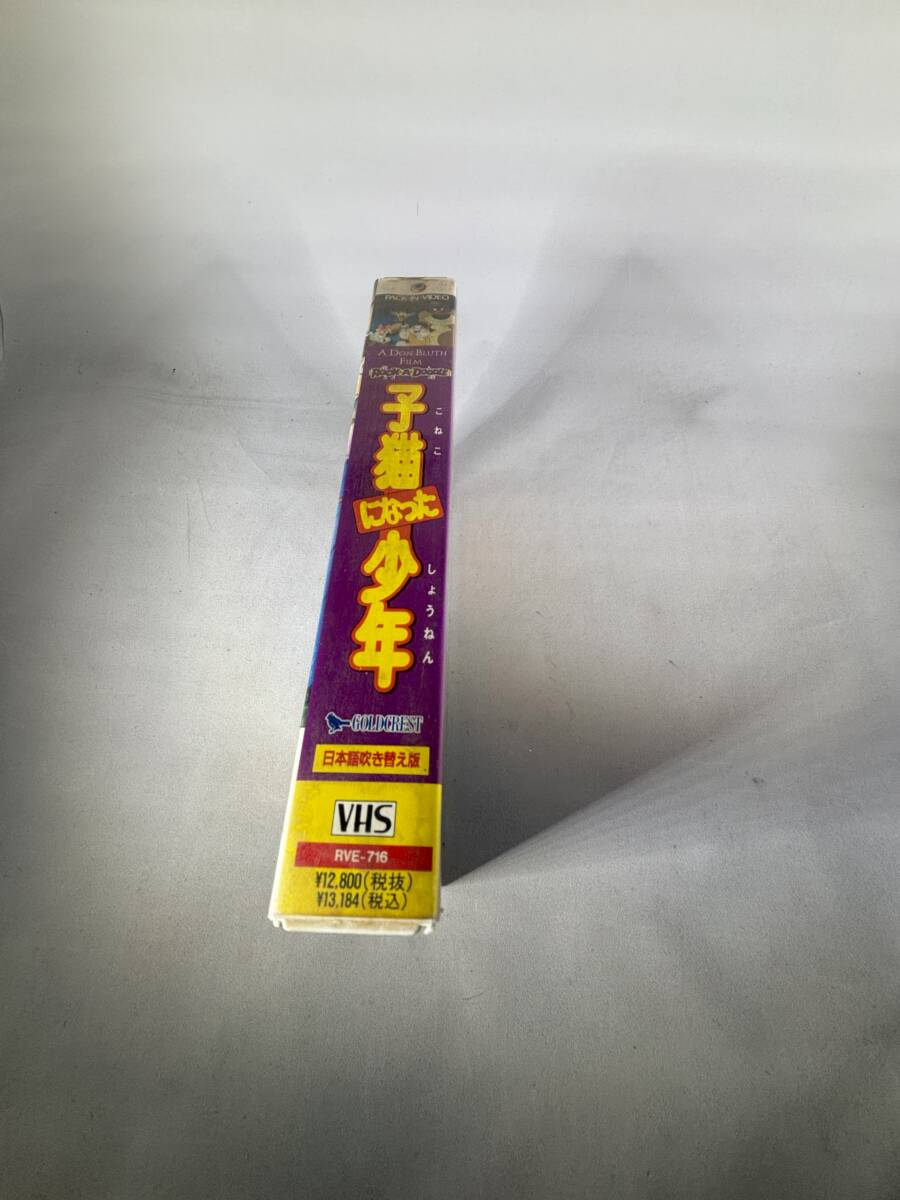 PACK-IN-VIDEO
A DON BLUTH
FILM
ROCK-A-DOODLE
子猫になった少年
こねこ
しょうねん
GOLDCREST
日本語吹き替え版
VHS
RVE-716
¥12,800(税抜)
¥13,184(税込)